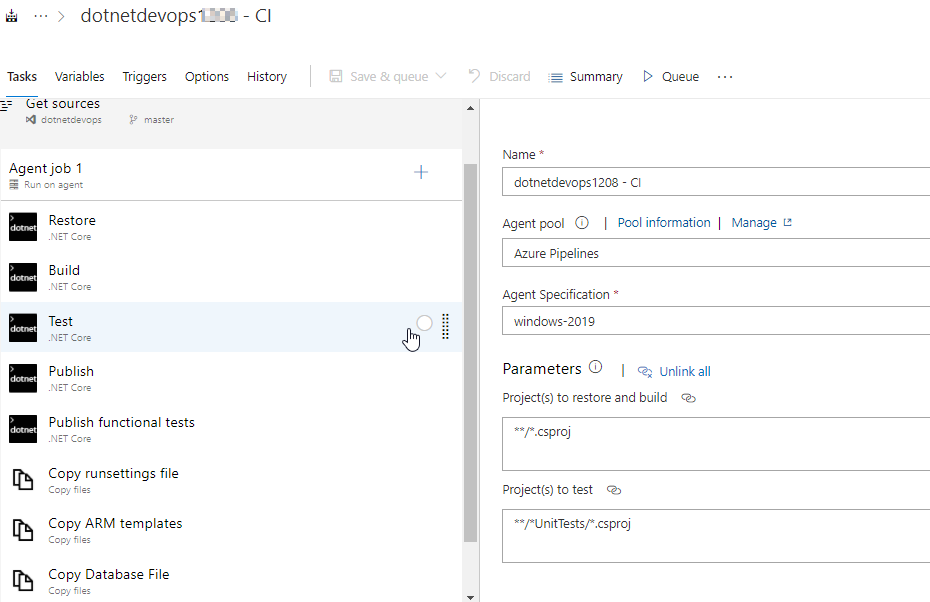 dotnetdevops1 - CI
Tasks Variables Triggers Options History Save & queue Discard Summary Queue ...
Get sources
dotnetdevops master
Agent job 1
Run on agent
dotnet Restore
.NET Core
dotnet Build
.NET Core
dotnet Test
.NET Core
dotnet Publish
.NET Core
dotnet Publish functional tests
.NET Core
Copy runsettings file
Copy files
Copy ARM templates
Copy files
Copy Database File
Copy files
Name *
dotnetdevops1208 - CI
Agent pool | Pool information | Manage
Azure Pipelines
Agent Specification *
windows-2019
Parameters | Unlink all
Project(s) to restore and build
**/*.csproj
Project(s) to test
**/*UnitTests/*.csproj